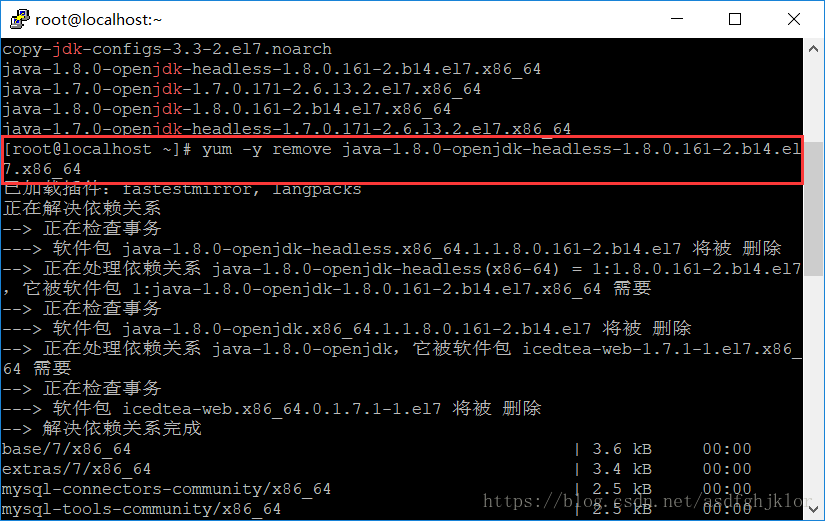 root@localhost:~
copy-jdk-configs-3.3-2.el7.noarch
java-1.8.0-openjdk-headless-1.8.0.161-2.b14.el7.x86_64
java-1.7.0-openjdk-1.7.0.171-2.6.13.2.el7.x86_64
java-1.8.0-openjdk-1.8.0.161-2.b14.el7.x86_64
java-1.7.0-openjdk-headless-1.7.0.171-2.6.13.2.el7.x86_64
[root@localhost ~]# yum -y remove java-1.8.0-openjdk-headless-1.8.0.161-2.b14.el
7.x86_64
已加载插件：fastestmirror, langpacks
正在解决依赖关系
--> 正在检查事务
---> 软件包 java-1.8.0-openjdk-headless.x86_64.1.1.8.0.161-2.b14.el7 将被 删除
--> 正在处理依赖关系 java-1.8.0-openjdk-headless(x86-64) = 1:1.8.0.161-2.b14.el7
，它被软件包 1:java-1.8.0-openjdk-1.8.0.161-2.b14.el7.x86_64 需要
--> 正在检查事务
---> 软件包 java-1.8.0-openjdk.x86_64.1.1.8.0.161-2.b14.el7 将被 删除
--> 正在处理依赖关系 java-1.8.0-openjdk，它被软件包 icedtea-web-1.7.1-1.el7.x86_
64 需要
--> 正在检查事务
---> 软件包 icedtea-web.x86_64.0.1.7.1-1.el7 将被 删除
--> 解决依赖关系完成
base/7/x86_64 | 3.6 kB 00:00
extras/7/x86_64 | 3.4 kB 00:00
mysql-connectors-community/x86_64 | 2.5 kB 00:00
mysql-tools-community/x86_64 | 2.5 kB 00:00
https://blog.csdn.net/asdfghjklor